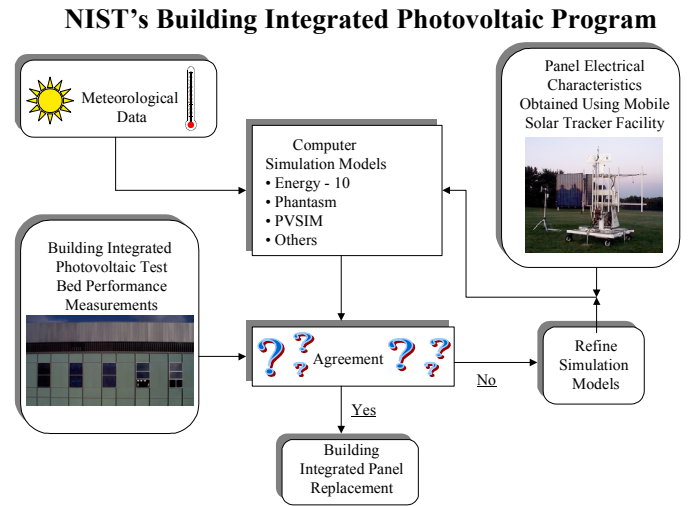 NIST's Building Integrated Photovoltaic Program
Meteorological
Data
Panel Electrical
Characteristics
Obtained Using Mobile
Solar Tracker Facility
Computer
Simulation Models
• Energy - 10
• Phantasm
• PVSIM
• Others
Building Integrated
Photovoltaic Test
Bed Performance
Measurements
? ? ? Agreement ? ? ?
No
Refine
Simulation
Models
Yes
Building
Integrated Panel
Replacement